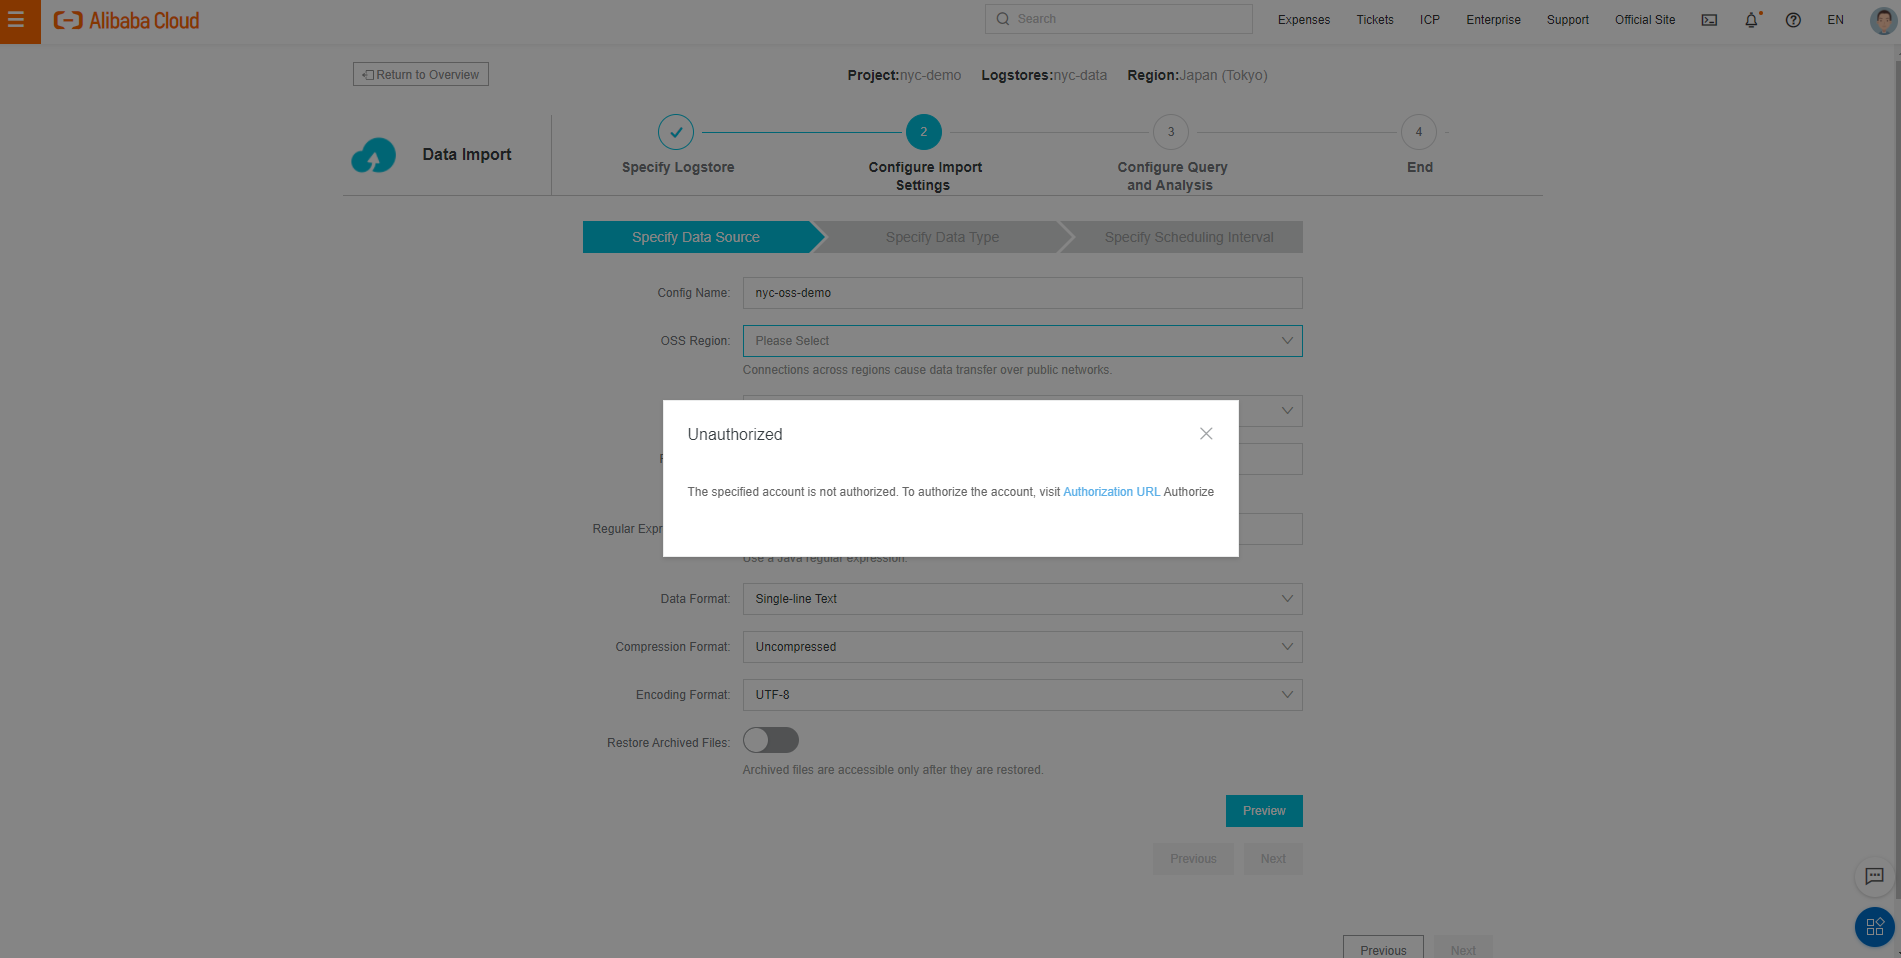 Alibaba Cloud
Search
Expenses Tickets ICP Enterprise Support Official Site EN
Return to Overview
Project:nyc-demo Logstores:nyc-data Region:Japan (Tokyo)
Data Import
2 3 4
Specify Logstore
Configure Import
Settings
Configure Query
and Analysis
End
Specify Data Source Specify Data Type Specify Scheduling Interval
Config Name: nyc-oss-demo
OSS Region: Please Select
Connections across regions cause data transfer over public networks.
Unauthorized
The specified account is not authorized. To authorize the account, visit Authorization URL Authorize
Regular Expr
Use a Java regular expression.
Data Format: Single-line Text
Compression Format: Uncompressed
Encoding Format: UTF-8
Restore Archived Files:
Archived files are accessible only after they are restored.
Preview
Previous Next
Previous Next